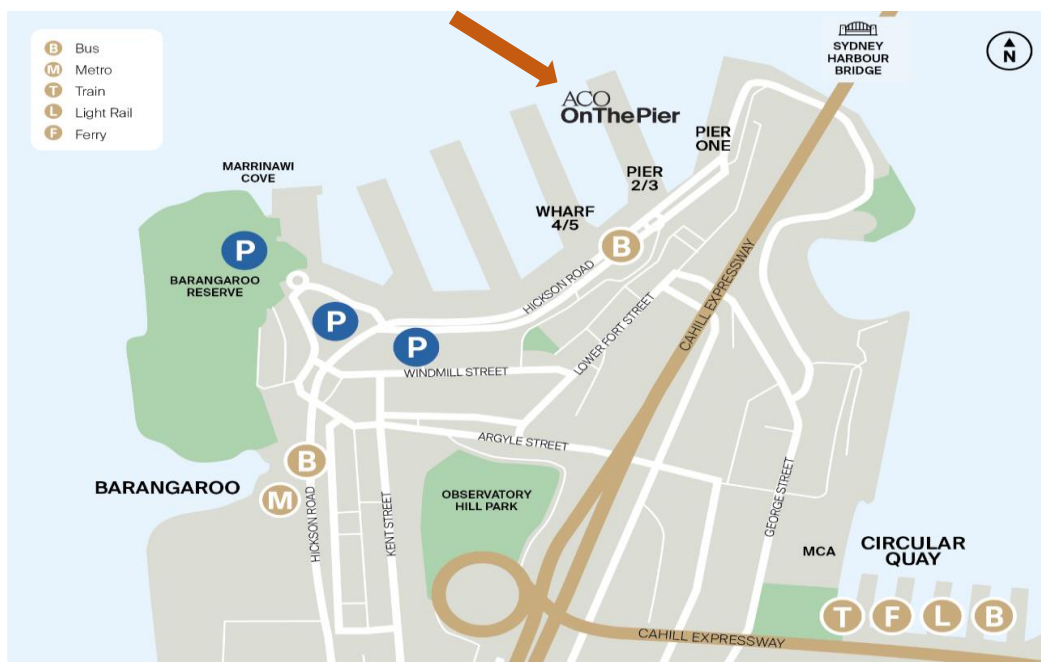 B Bus
M Metro
T Train
L Light Rail
F Ferry
SYDNEY
HARBOUR
BRIDGE
N
ACO
OnThePier
PIER
ONE
PIER
2/3
WHARF
4/5
MARRINAWI
COVE
P
BARANGAROO
RESERVE
P
P
B
HICKSON ROAD
CAHILL EXPRESSWAY
LOWER FORT STREET
WINDMILL STREET
ARGYLE STREET
B
BARANGAROO
M
HICKSON ROAD
KENT STREET
OBSERVATORY
HILL PARK
GEORGE STREET
MCA
CIRCULAR
QUAY
T F L B
CAHILL EXPRESSWAY